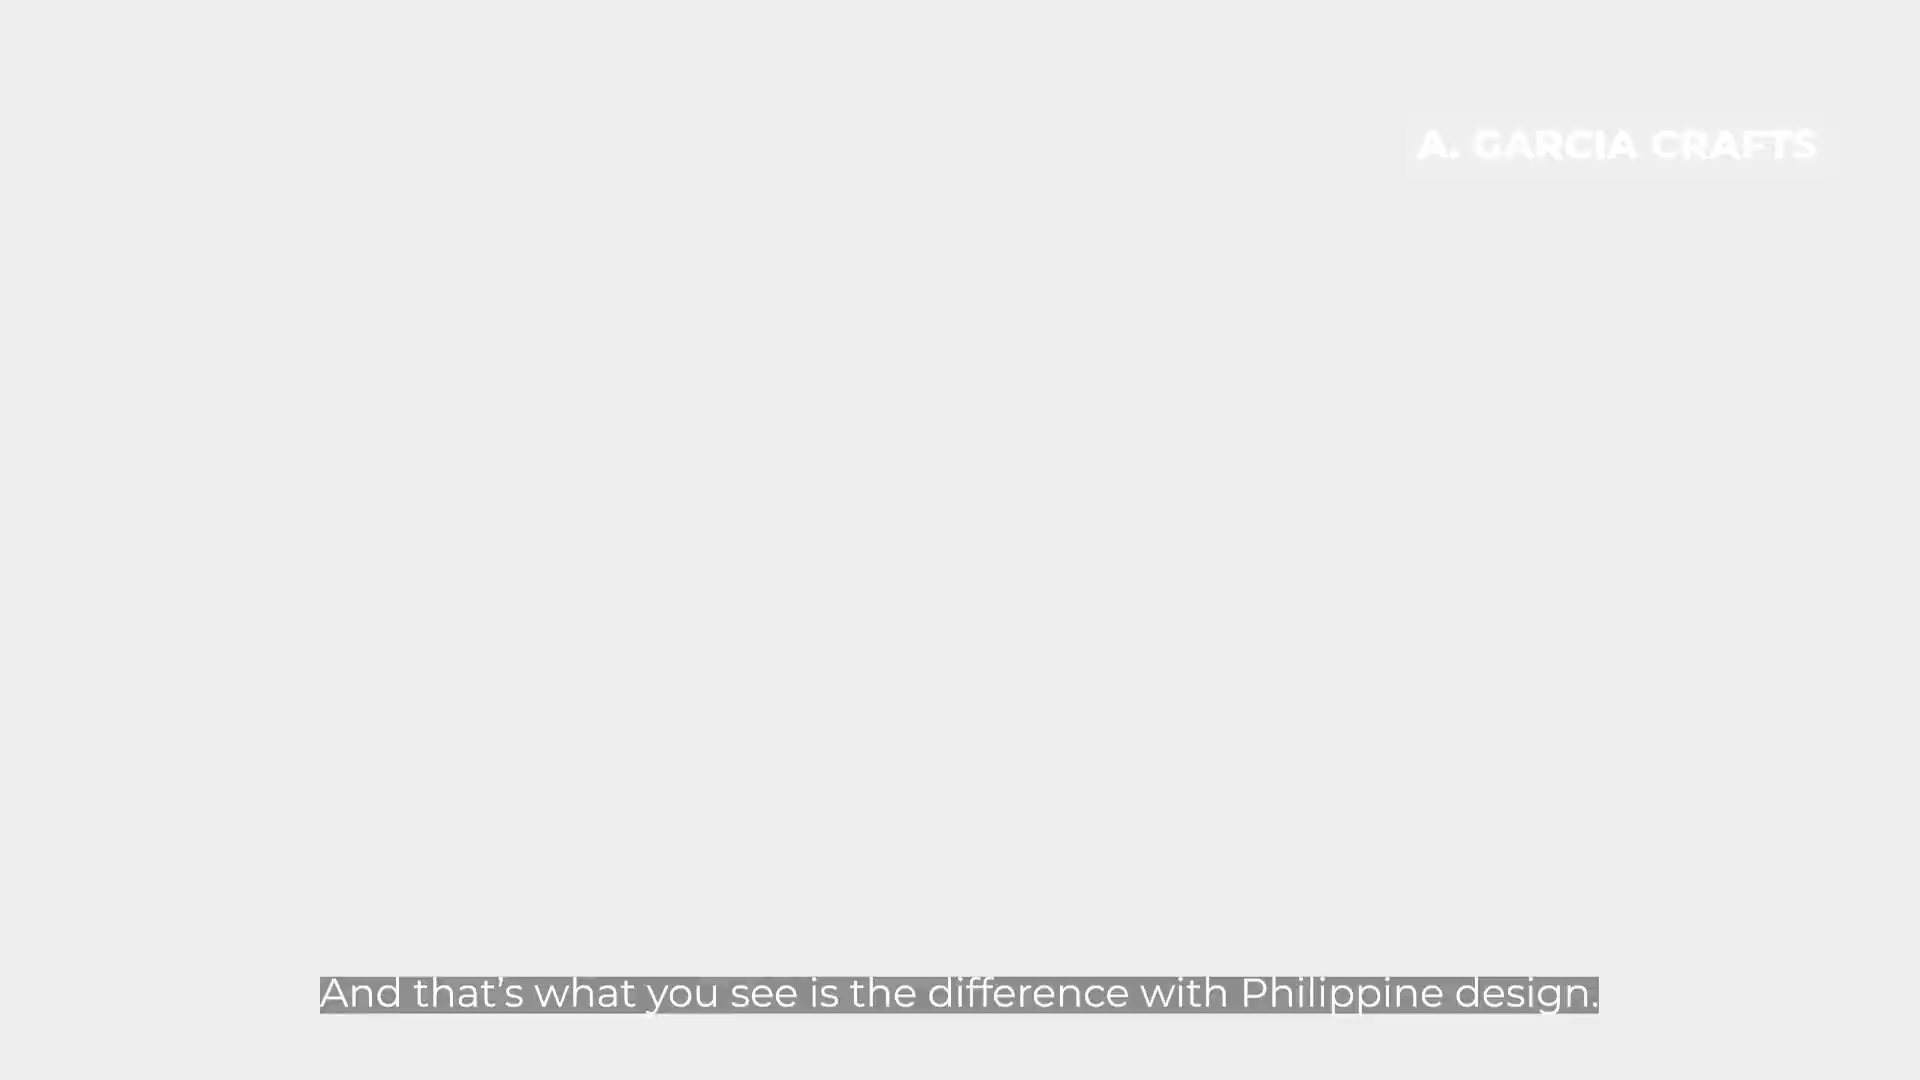 A. GARCIA CRAFTS
And that’s what you see is the difference with Philippine design.